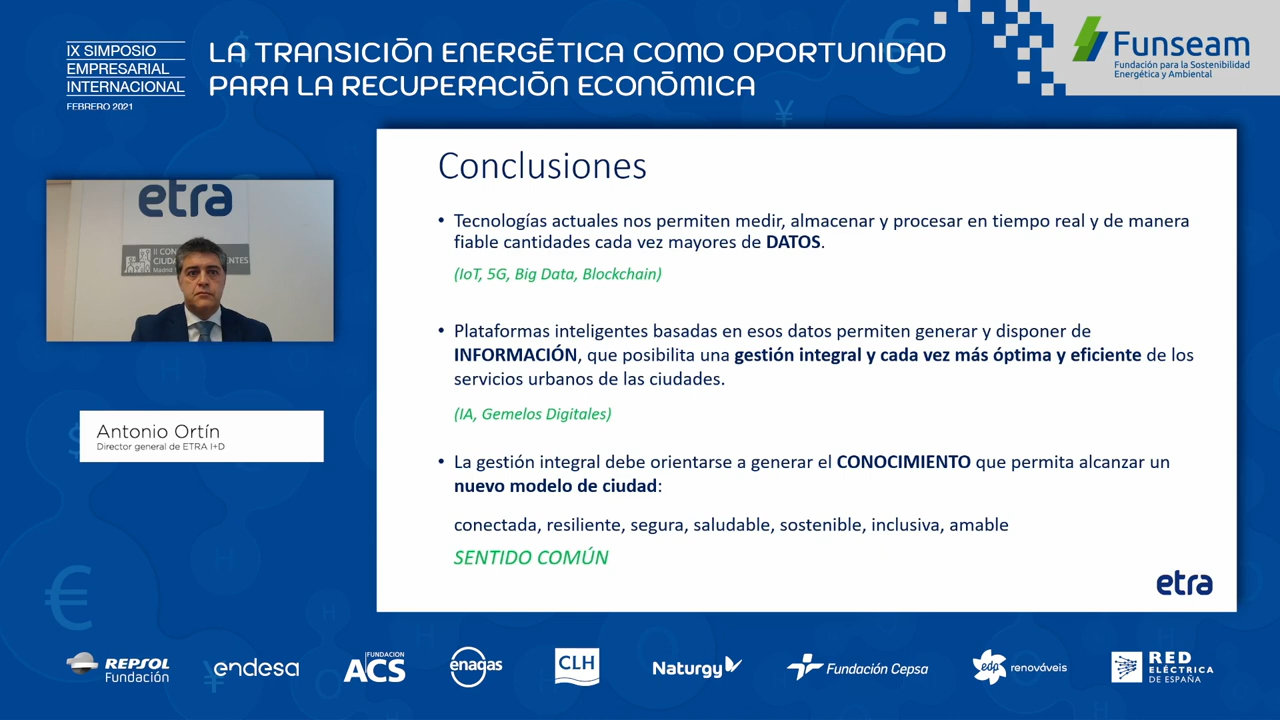 IX SIMPOSIO
EMPRESARIAL
INTERNACIONAL
FEBRERO 2021
LA TRANSICIÓN ENERGÉTICA COMO OPORTUNIDAD
PARA LA RECUPERACIÓN ECONÓMICA
Funseam
Fundación para la Sostenibilidad
Energética y Ambiental
etra
II CON
CIUDA
ENTES
Madrid
Antonio Ortín
Director general de ETRA I+D
Conclusiones
• Tecnologías actuales nos permiten medir, almacenar y procesar en tiempo real y de manera
fiable cantidades cada vez mayores de DATOS.
(IoT, 5G, Big Data, Blockchain)
• Plataformas inteligentes basadas en esos datos permiten generar y disponer de
INFORMACIÓN, que posibilita una gestión integral y cada vez más óptima y eficiente de los
servicios urbanos de las ciudades.
(IA, Gemelos Digitales)
• La gestión integral debe orientarse a generar el CONOCIMIENTO que permita alcanzar un
nuevo modelo de ciudad:
conectada, resiliente, segura, saludable, sostenible, inclusiva, amable
SENTIDO COMÚN
etra
REPSOL
Fundación
endesa
FUNDACIÓN
ACS
enagas
CLH
Naturgy
Fundación Cepsa
edp renováveis
RED
ELÉCTRICA
DE ESPAÑA